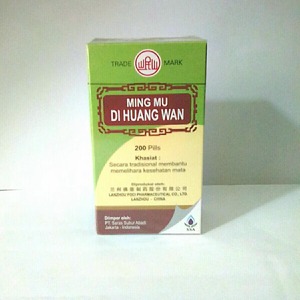 TRADE MARK
MING MU
DI HUANG WAN
200 Pills
Khasiat :
Secara tradisional membantu
memelihara kesehatan mata
Diproduksi oleh :
LANZHOU FOCI PHARMACEUTICAL CO., LTD.
LANZHOU - CHINA
Diimpor oleh:
PT. Saras Subur Abadi
Jakarta - Indonesia
SSA